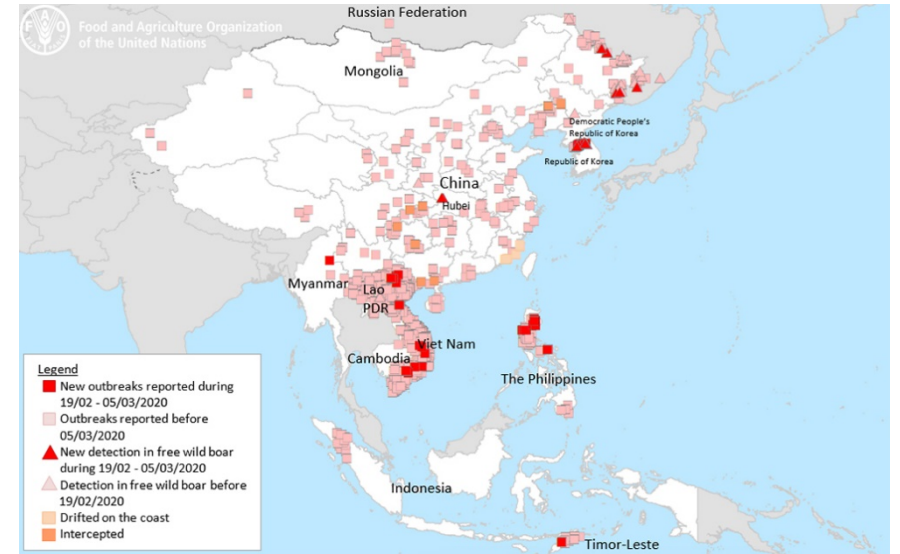 Food and Agriculture Organization
of the United Nations
FAO
FIAT PANIS
Russian Federation
Mongolia
Democratic People's
Republic of Korea
Republic of Korea
China
Hubei
Myanmar
Lao
PDR
Viet Nam
Cambodia
The Philippines
Indonesia
Timor-Leste
Legend
New outbreaks reported during
19/02 - 05/03/2020
Outbreaks reported before
05/03/2020
New detection in free wild boar
during 19/02 - 05/03/2020
Detection in free wild boar before
19/02/2020
Drifted on the coast
Intercepted